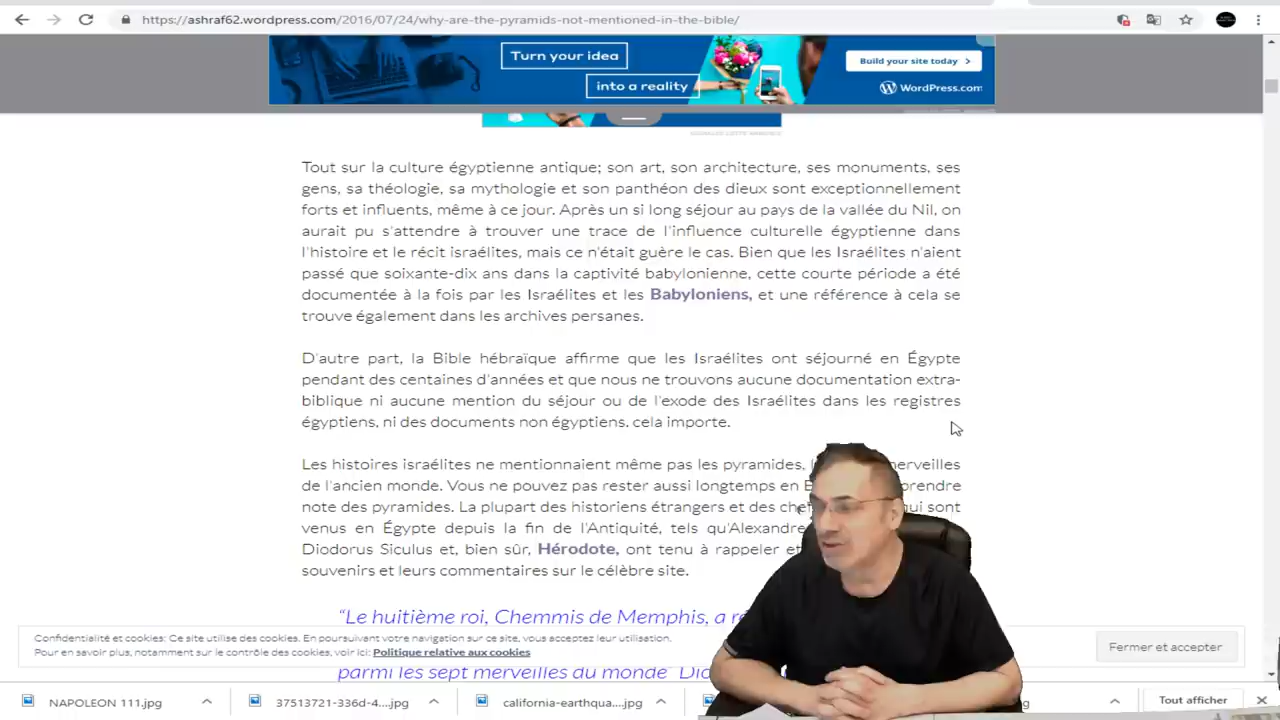 https://ashraf62.wordpress.com/2016/07/24/why-are-the-pyramids-not-mentioned-in-the-bible/
Turn your idea
into a reality
Build your site today >
WordPress.com
Tout sur la culture égyptienne antique; son art, son architecture, ses monuments, ses
gens, sa théologie, sa mythologie et son panthéon des dieux sont exceptionnellement
forts et influents, même à ce jour. Après un si long séjour au pays de la vallée du Nil, on
aurait pu s'attendre à trouver une trace de l'influence culturelle égyptienne dans
l'histoire et le récit israélites, mais ce n'était guère le cas. Bien que les Israélites n'aient
passé que soixante-dix ans dans la captivité babylonienne, cette courte période a été
documentée à la fois par les Israélites et les Babyloniens, et une référence à cela se
trouve également dans les archives persanes.
D'autre part, la Bible hébraïque affirme que les Israélites ont séjourné en Égypte
pendant des centaines d'années et que nous ne trouvons aucune documentation extra-
biblique ni aucune mention du séjour ou de l'exode des Israélites dans les registres
égyptiens, ni des documents non égyptiens, cela importe.
Les histoires israélites ne mentionnaient même pas les pyramides, merveilles
de l'ancien monde. Vous ne pouvez pas rester aussi longtemps en prendre
note des pyramides. La plupart des historiens étrangers et des qui sont
venus en Égypte depuis la fin de l'Antiquité, tels qu'Alexandre
Diodorus Siculus et, bien sûr, Hérodote, ont tenu à rappeler
souvenirs et leurs commentaires sur le célèbre site.
“Le huitième roi, Chemmis de Memphis, a
parmi les sept merveilles du monde”
Confidentialité et cookies: Ce site utilise des cookies. En poursuivant votre navigation sur ce site, vous acceptez leur utilisation.
Pour en savoir plus, notamment sur le contrôle des cookies, voir ici: Politique relative aux cookies
Fermer et accepter
NAPOLEON 111.jpg
37513721-336d-4....jpg
california-earthqua....jpg
Tout afficher